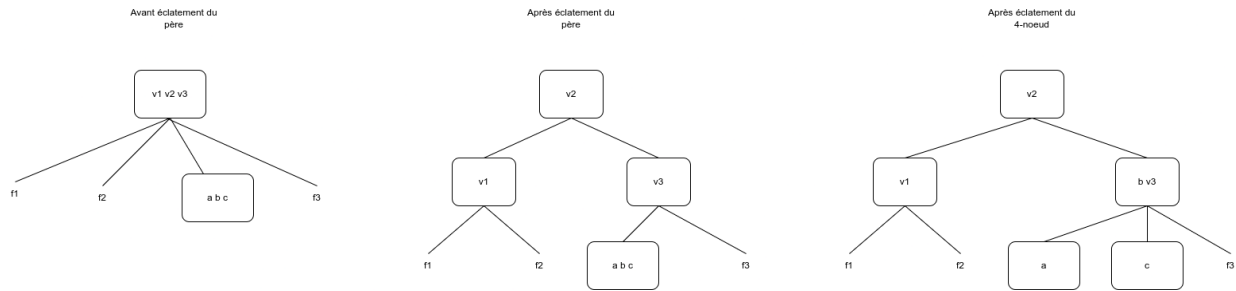 Avant éclatement du
père
v1 v2 v3
f1
f2
a b c
f3
Après éclatement du
père
v2
v1
v3
f1
f2
a b c
f3
Après éclatement du
4-noeud
v2
v1
b v3
f1
f2
a
c
f3